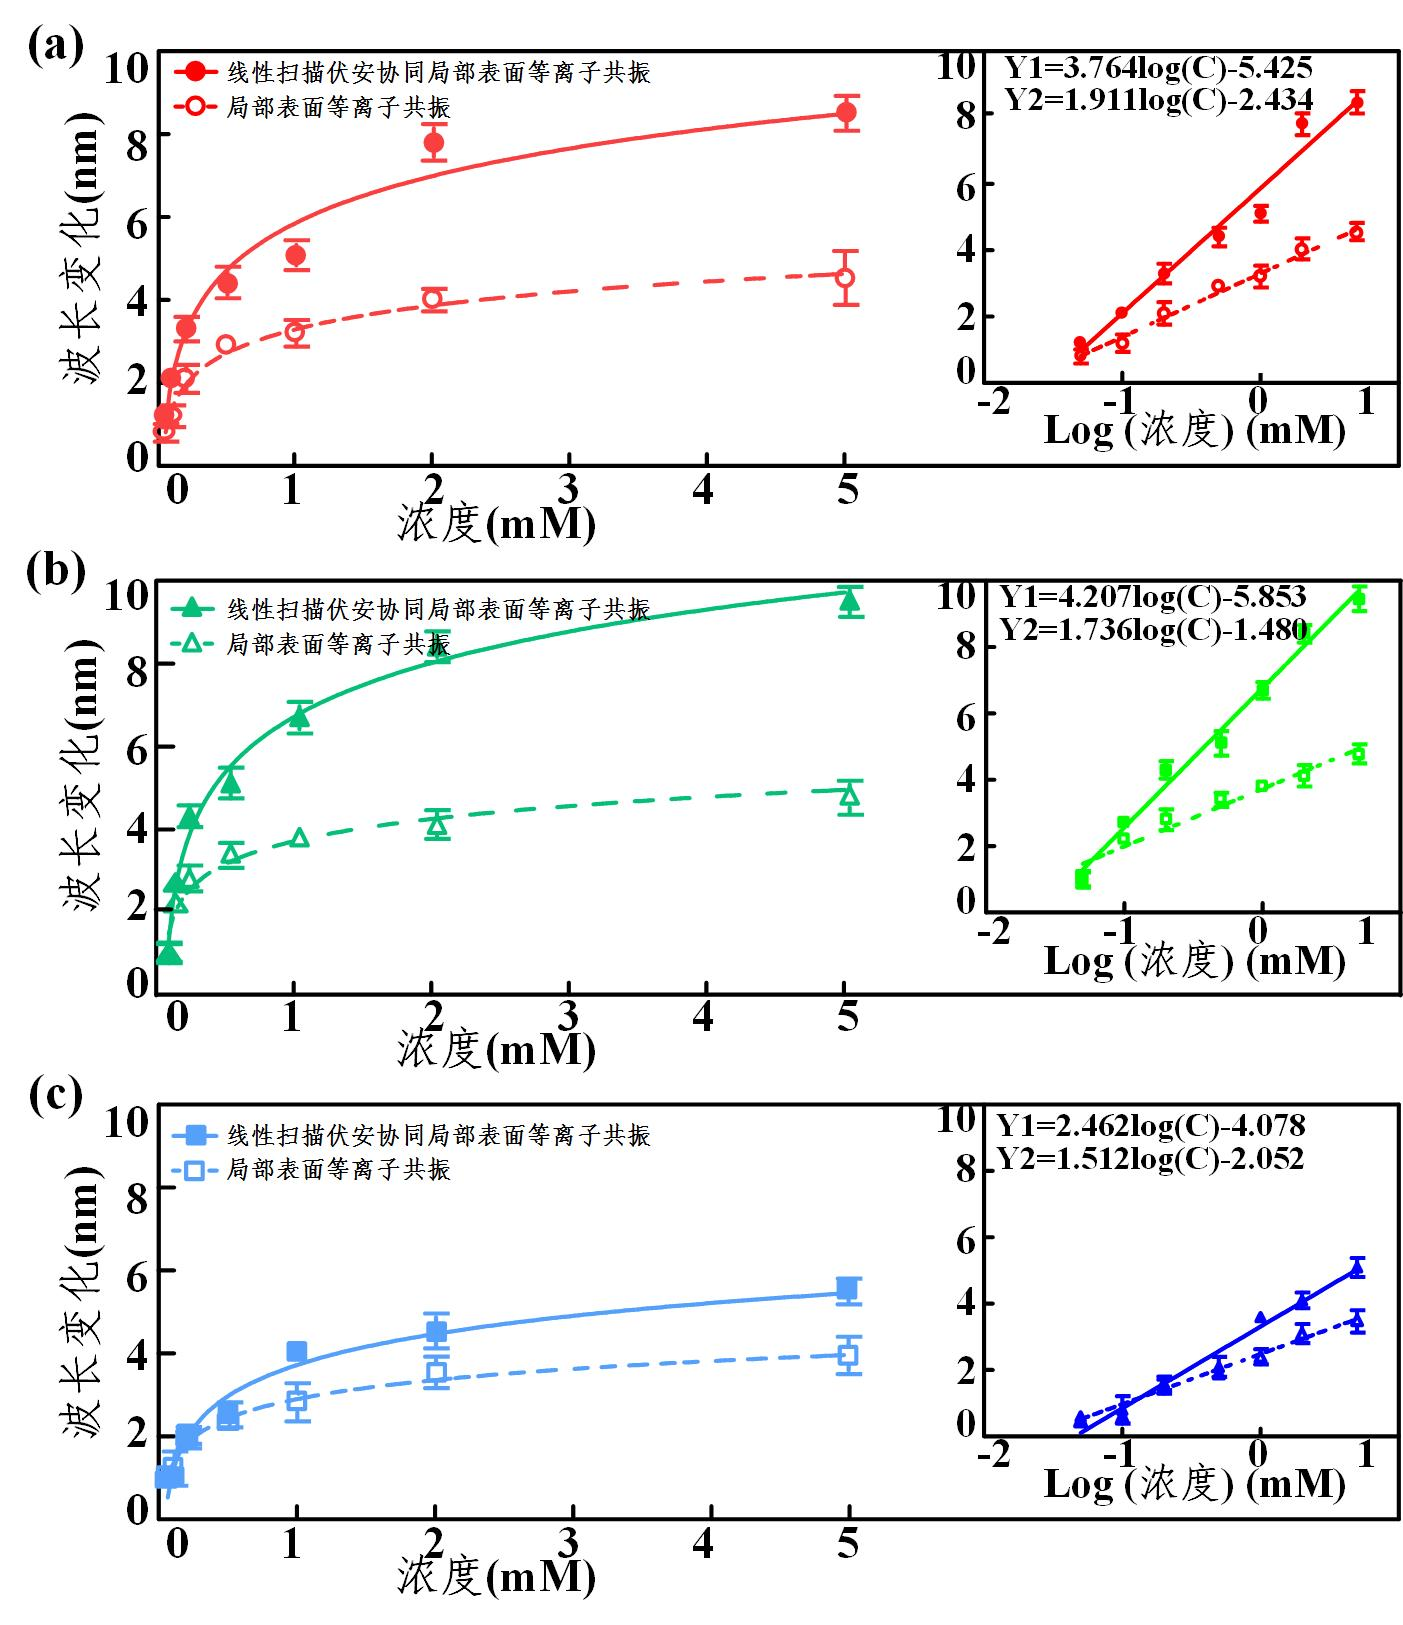 (a)
线性扫描伏安协同局部表面等离子共振
局部表面等离子共振
波长变化(nm)
10
8
6
4
2
0
0 1 2 3 4 5
浓度(mM)
Y1=3.764log(C)-5.425
Y2=1.911log(C)-2.434
10
8
6
4
2
0
-2 -1 0 1
Log (浓度) (mM)
(b)
线性扫描伏安协同局部表面等离子共振
局部表面等离子共振
波长变化(nm)
10
8
6
4
2
0
0 1 2 3 4 5
浓度(mM)
Y1=4.207log(C)-5.853
Y2=1.736log(C)-1.480
10
8
6
4
2
0
-2 -1 0 1
Log (浓度) (mM)
(c)
线性扫描伏安协同局部表面等离子共振
局部表面等离子共振
波长变化(nm)
10
8
6
4
2
0
0 1 2 3 4 5
浓度(mM)
Y1=2.462log(C)-4.078
Y2=1.512log(C)-2.052
10
8
6
4
2
0
-2 -1 0 1
Log (浓度) (mM)